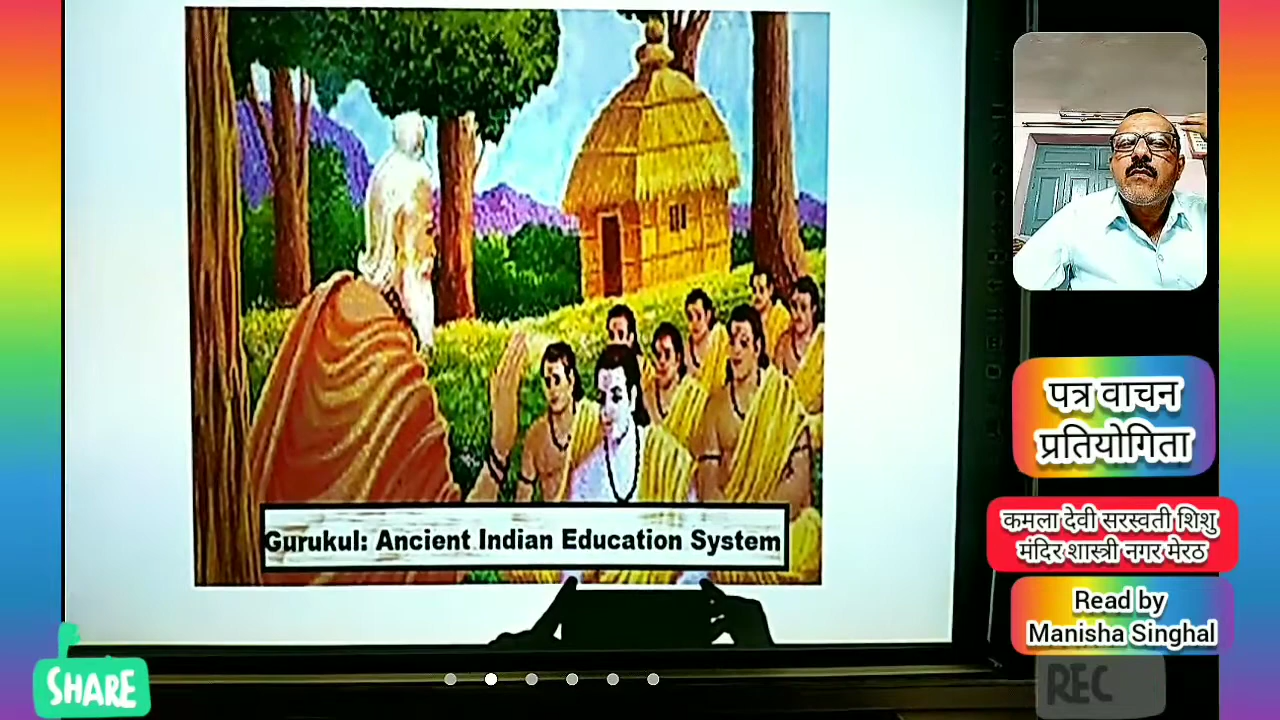 Gurukul: Ancient Indian Education System
पत्र वाचन
प्रतियोगिता
कमला देवी सरस्वती शिशु
मंदिर शास्त्री नगर मेरठ
Read by
Manisha Singhal
REC
SHARE